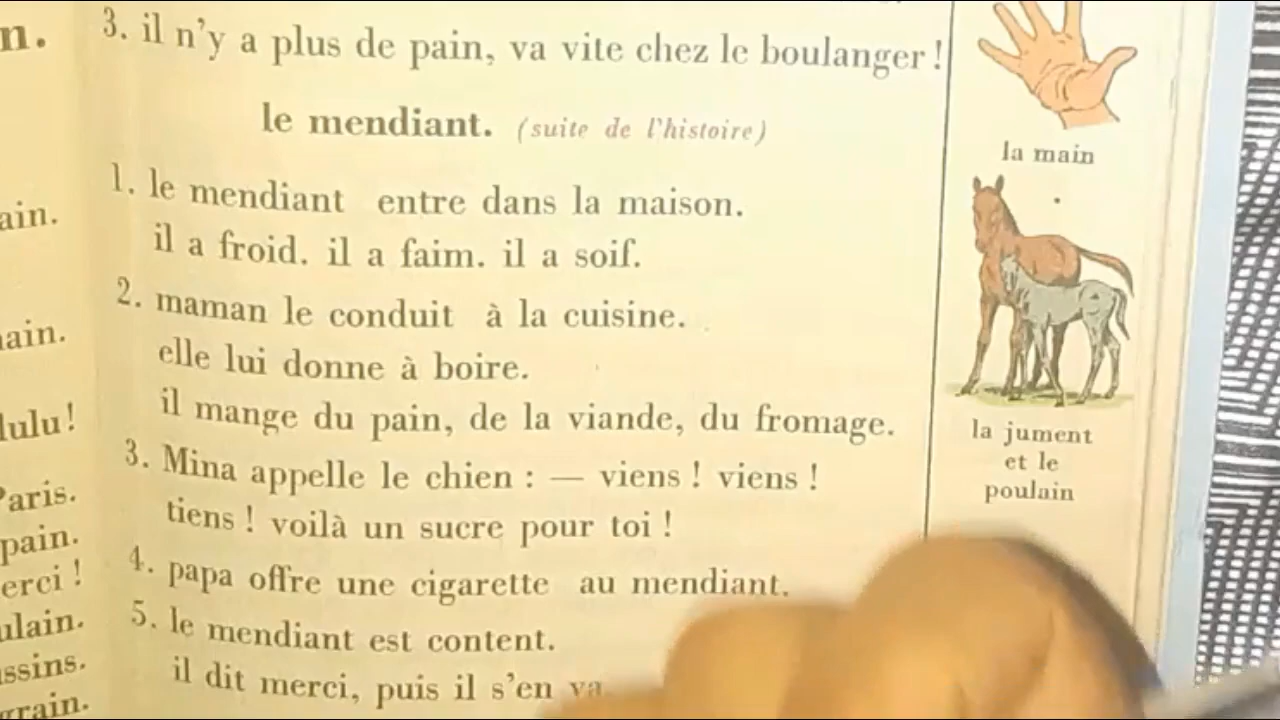 n.
ain.
ain.
lulu !
Paris.
pain.
erci !
ulain.
ssins.
grain.
3. il n'y a plus de pain, va vite chez le boulanger !
le mendiant. (suite de l'histoire)
1. le mendiant entre dans la maison.
il a froid. il a faim. il a soif.
2. maman le conduit à la cuisine.
elle lui donne à boire.
il mange du pain, de la viande, du fromage.
3. Mina appelle le chien : — viens ! viens !
tiens ! voilà un sucre pour toi !
4. papa offre une cigarette au mendiant.
5. le mendiant est content.
il dit merci, puis il s'en va
la main
la jument
et le
poulain